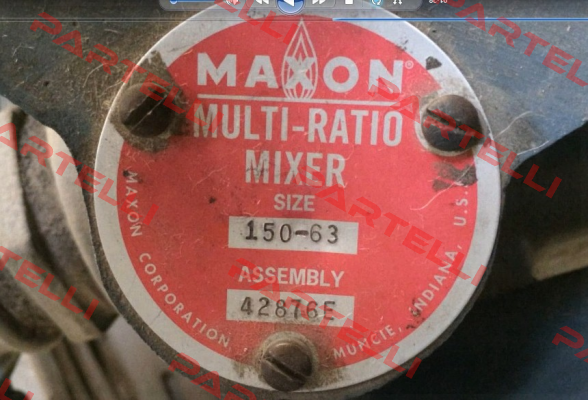 MAXON®
MULTI-RATIO
MIXER
SIZE
150-63
ASSEMBLY
42876E
MAXON CORPORATION, MUNCIE, INDIANA, U.S.
PARTELLI